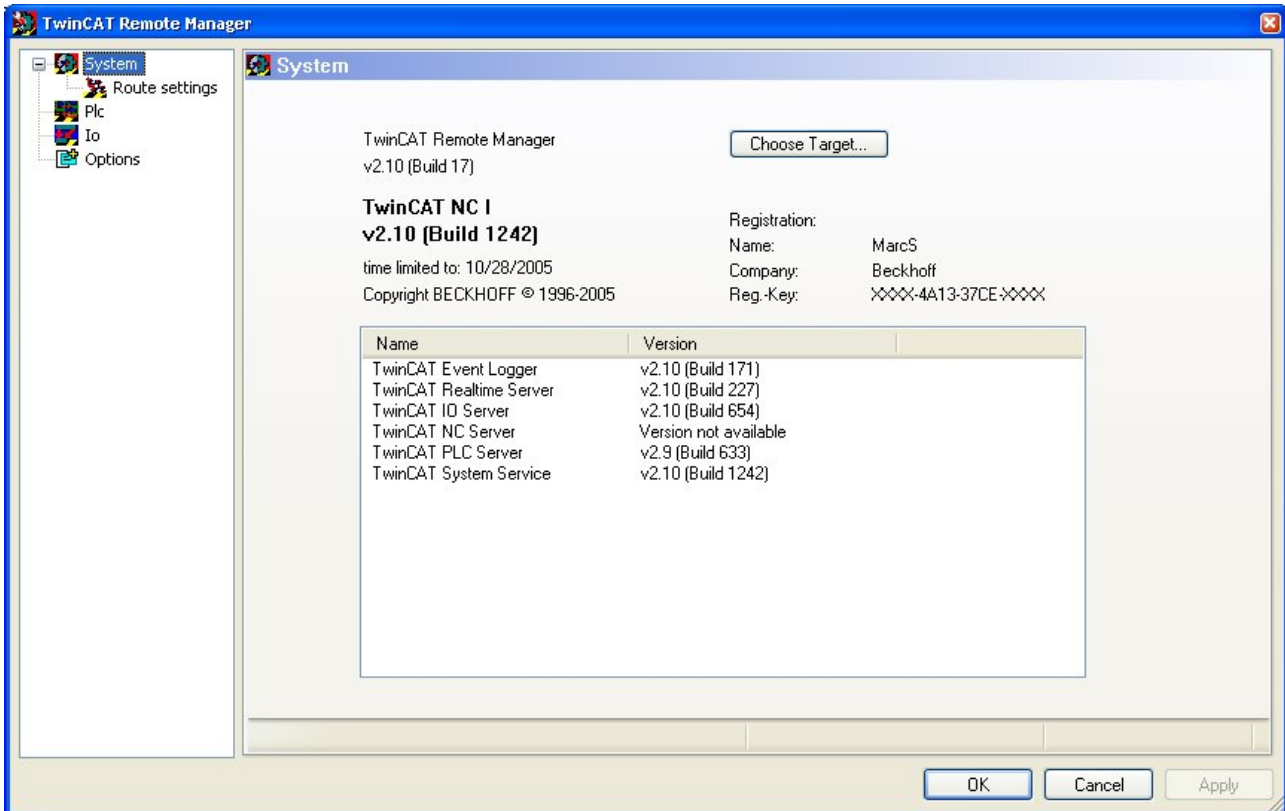 TwinCAT Remote Manager
System
Route settings
Plc
Io
Options
System
TwinCAT Remote Manager
v2.10 (Build 17)
Choose Target...
TwinCAT NC I
v2.10 (Build 1242)
time limited to: 10/28/2005
Copyright BECKHOFF © 1996-2005
Registration:
Name: MarcS
Company: Beckhoff
Reg.-Key: XXXX-4A13-37CE-XXXX
Name Version
TwinCAT Event Logger v2.10 (Build 171)
TwinCAT Realtime Server v2.10 (Build 227)
TwinCAT IO Server v2.10 (Build 654)
TwinCAT NC Server Version not available
TwinCAT PLC Server v2.9 (Build 633)
TwinCAT System Service v2.10 (Build 1242)
OK Cancel Apply